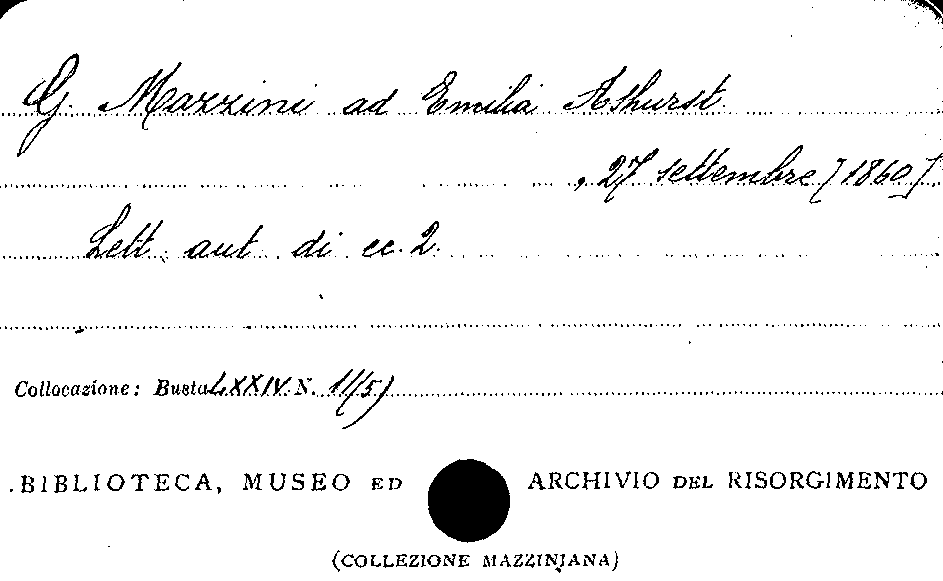 G. Mazzini ad Emilia Ashurst.
, 27 settembre [1860]
Lett. aut. di cc. 2.
Collocazione: Busta LXXIV N. 11(5)
BIBLIOTECA, MUSEO ED ARCHIVIO DEL RISORGIMENTO
(COLLEZIONE MAZZINIANA)